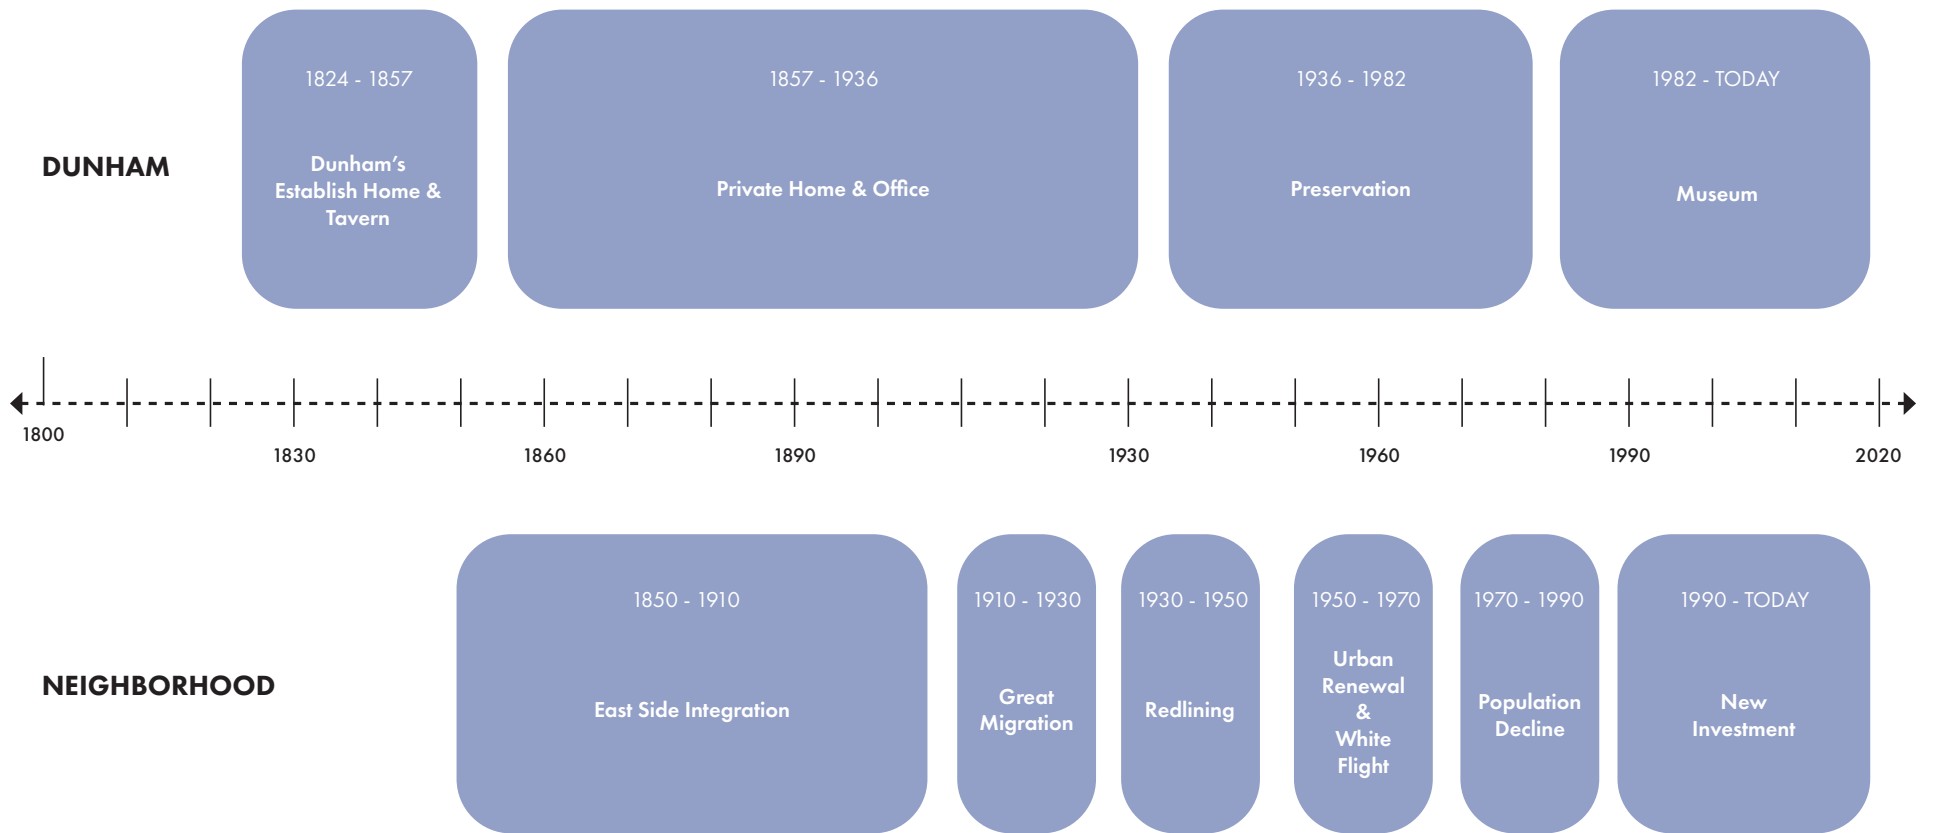 DUNHAM
1824 - 1857
Dunham's
Establish Home &
Tavern
1857 - 1936
Private Home & Office
1936 - 1982
Preservation
1982 - TODAY
Museum
1800
1830
1860
1890
1930
1960
1990
2020
NEIGHBORHOOD
1850 - 1910
East Side Integration
1910 - 1930
Great
Migration
1930 - 1950
Redlining
1950 - 1970
Urban
Renewal
&
White
Flight
1970 - 1990
Population
Decline
1990 - TODAY
New
Investment